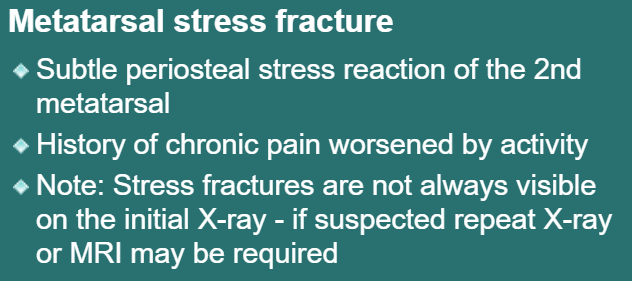 Metatarsal stress fracture
Subtle periosteal stress reaction of the 2nd
metatarsal
History of chronic pain worsened by activity
Note: Stress fractures are not always visible
on the initial X-ray - if suspected repeat X-ray
or MRI may be required